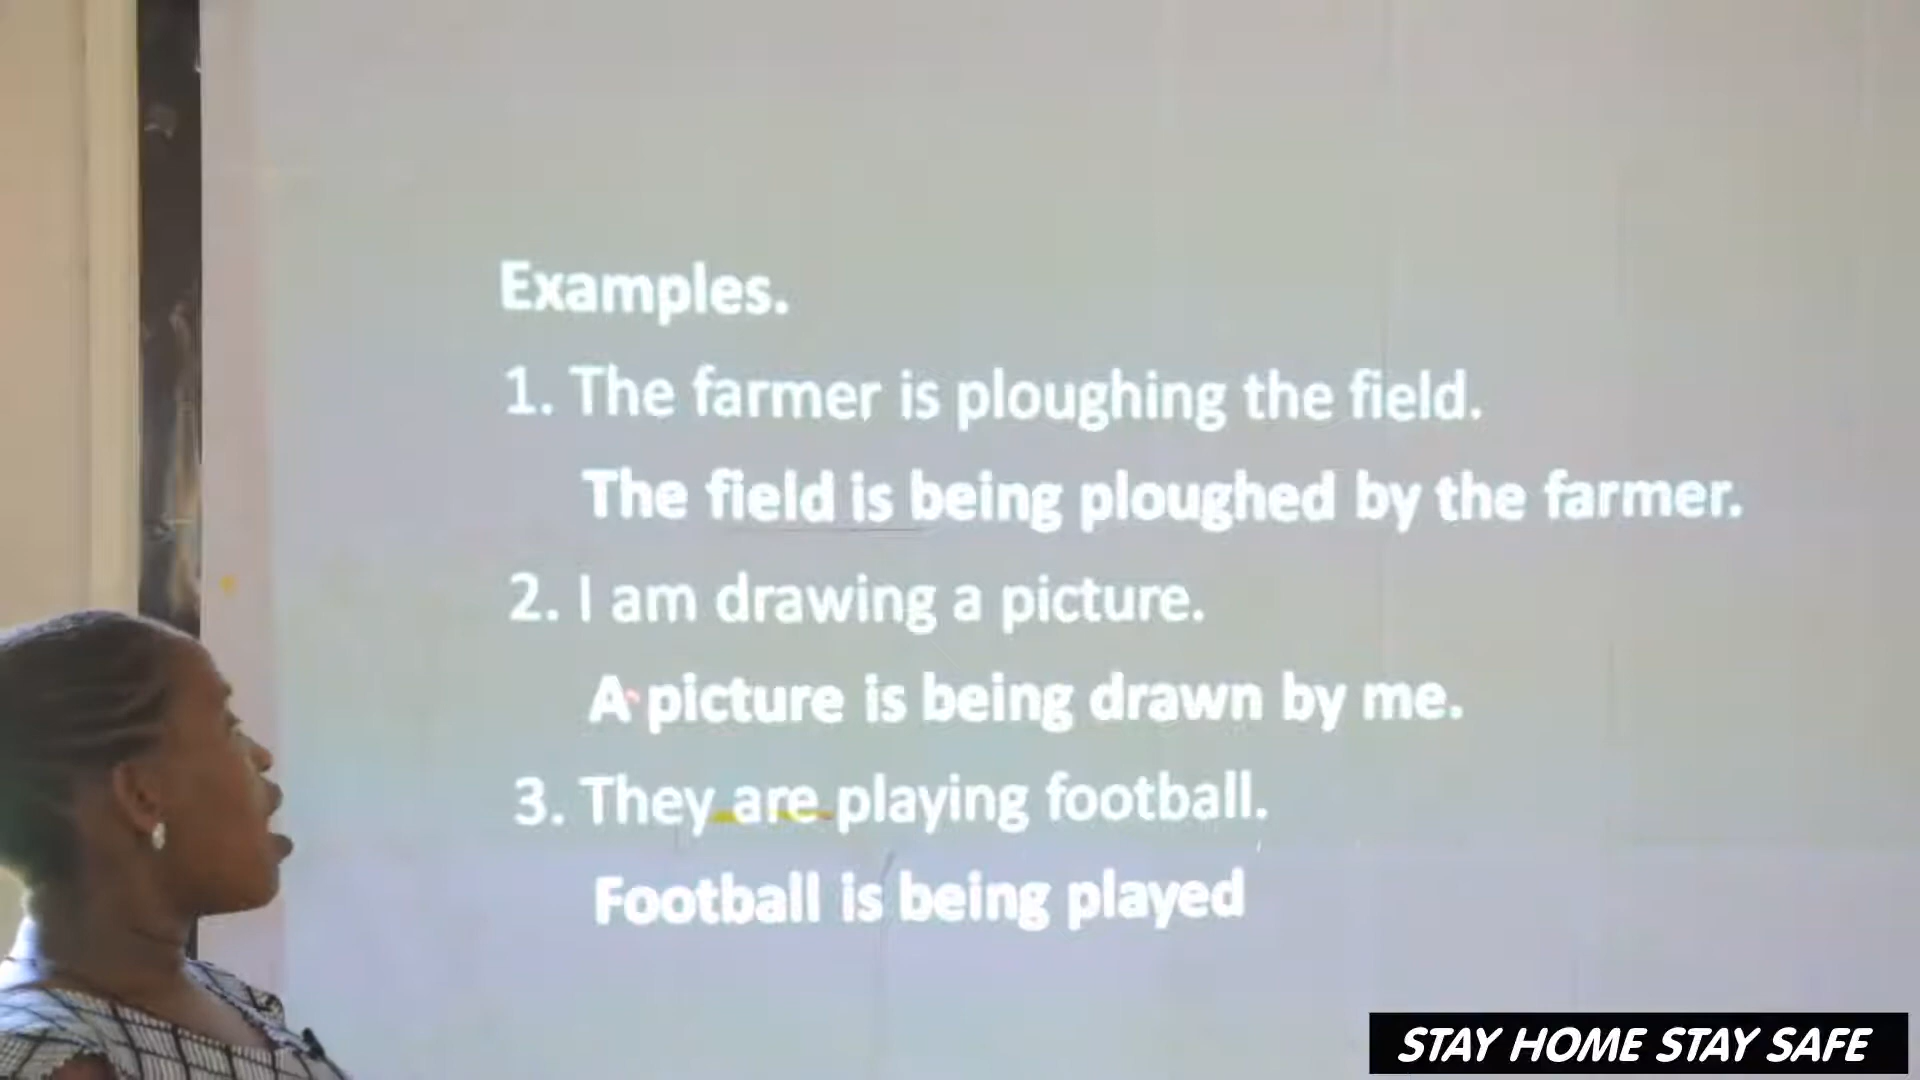 Examples.
1. The farmer is ploughing the field.
The field is being ploughed by the farmer.
2. I am drawing a picture.
A picture is being drawn by me.
3. They are playing football.
Football is being played
STAY HOME STAY SAFE